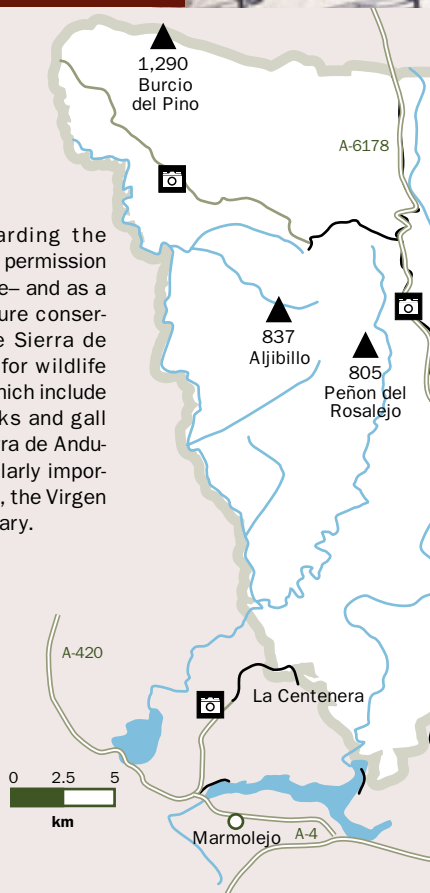 1,290
Burcio
del Pino
A-6178
arding the
permission
e– and as a
ure conser-
e Sierra de
for wildlife
hich include
ks and gall
rra de Andu-
larly impor-
, the Virgen
ary.
837
Aljibillo
805
Peñon del
Rosalejo
A-420
La Centenera
0 2.5 5
km
Marmolejo
A-4